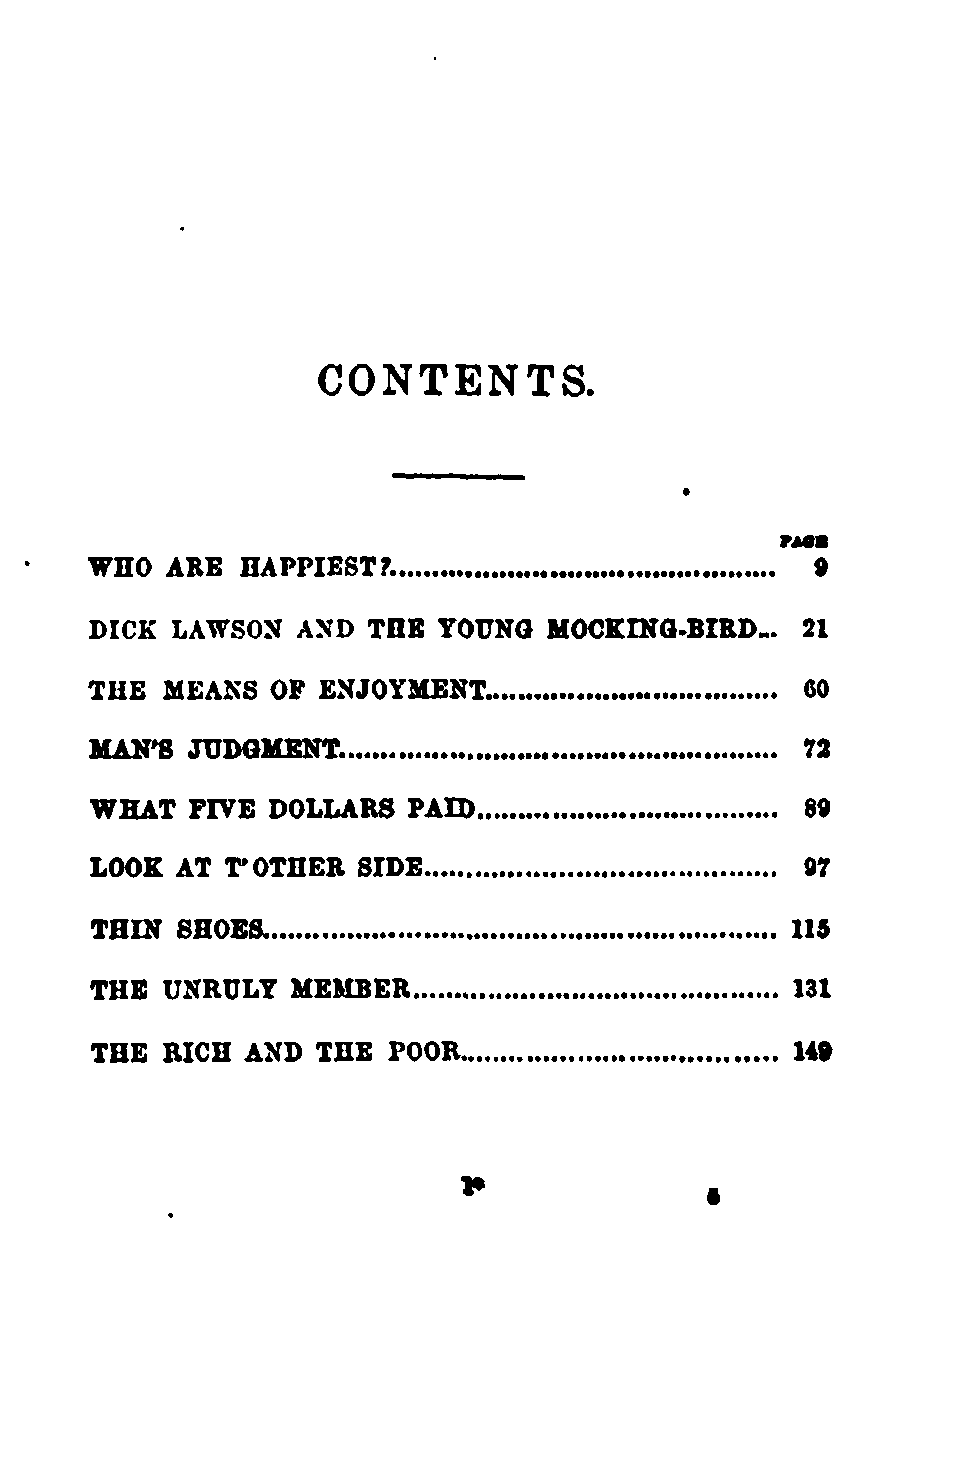 CONTENTS.
PAGE
WHO ARE HAPPIEST?............................................ 9
DICK LAWSON AND THE YOUNG MOCKING-BIRD... 21
THE MEANS OF ENJOYMENT.................................. 60
MAN'S JUDGMENT.................................................. 72
WHAT FIVE DOLLARS PAID................................... 89
LOOK AT T'OTHER SIDE......................................... 97
THIN SHOES........................................................... 115
THE UNRULY MEMBER.......................................... 131
THE RICH AND THE POOR..................................... 149
1* 5